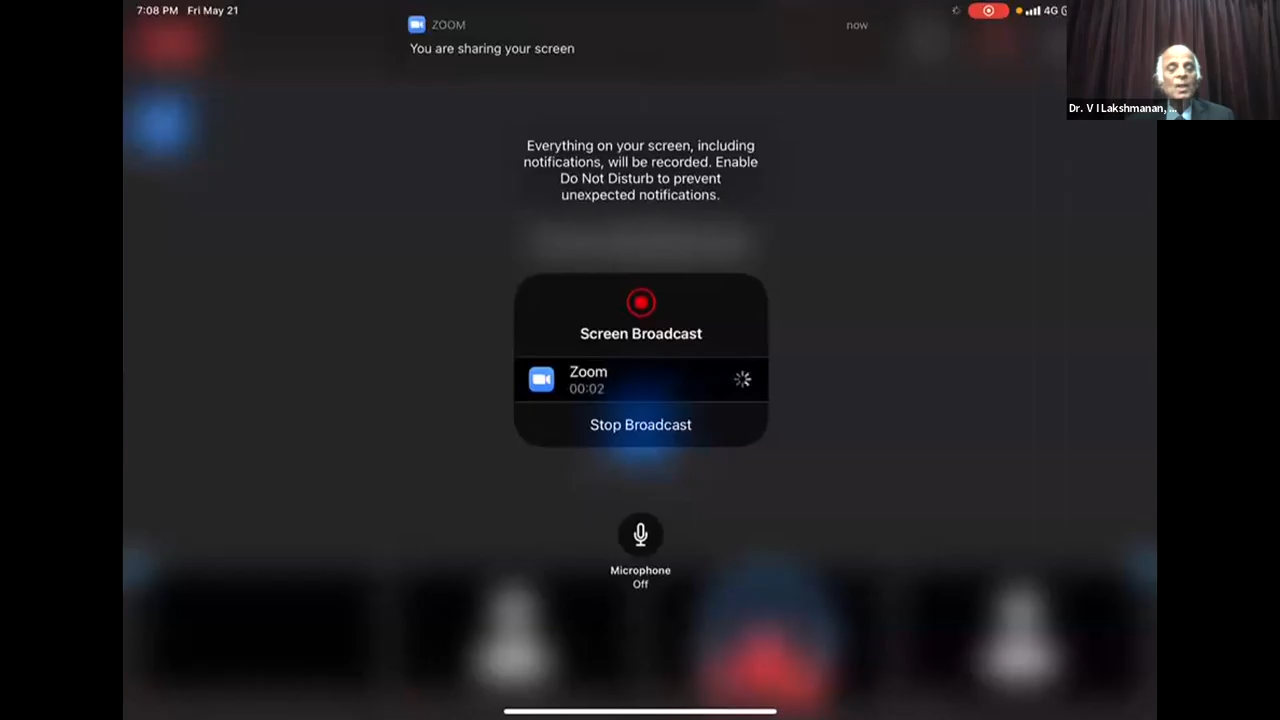 7:08 PM Fri May 21
ZOOM
now
You are sharing your screen
4G
Dr. V I Lakshmanan, ...
Everything on your screen, including
notifications, will be recorded. Enable
Do Not Disturb to prevent
unexpected notifications.
Screen Broadcast
Zoom
00:02
Stop Broadcast
Microphone
Off